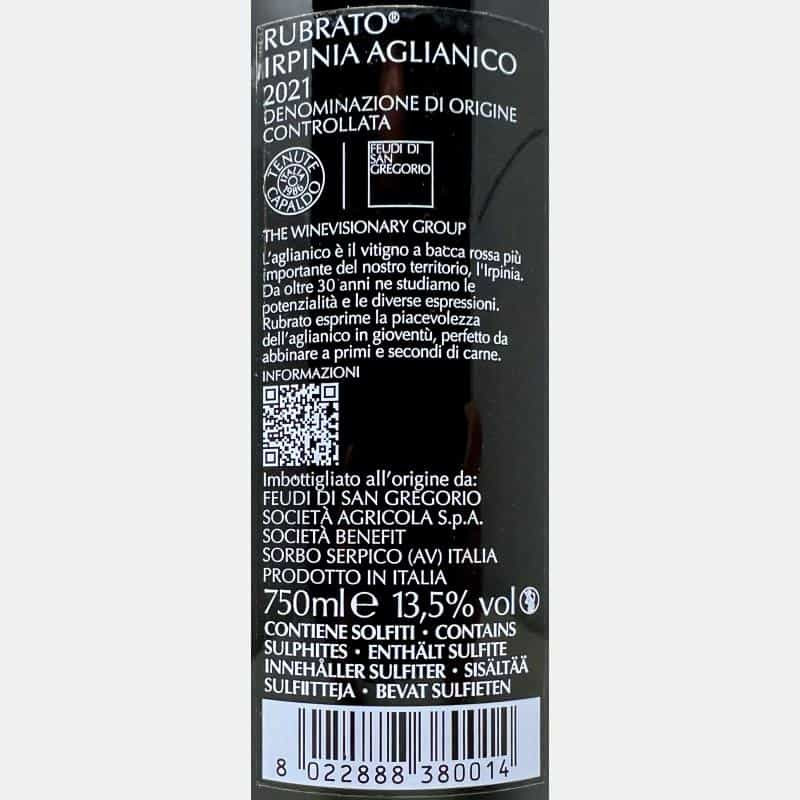 RUBRATO®
IRPINIA AGLIANICO
2021
DENOMINAZIONE DI ORIGINE
CONTROLLATA
TENUTE CAPALDO
ITALIA
1986
FEUDI DI
SAN
GREGORIO
THE WINEVISIONARY GROUP
L'aglianico è il vitigno a bacca rossa più
importante del nostro territorio, l'Irpinia.
Da oltre 30 anni ne studiamo le
potenzialità e le diverse espressioni.
Rubrato esprime la piacevolezza
dell'aglianico in gioventù, perfetto da
abbinare a primi e secondi di carne.
INFORMAZIONI
Imbottigliato all'origine da:
FEUDI DI SAN GREGORIO
SOCIETÀ AGRICOLA S.p.A.
SOCIETÀ BENEFIT
SORBO SERPICO (AV) ITALIA
PRODOTTO IN ITALIA
750ml e 13,5% vol
CONTIENE SOLFITI • CONTAINS
SULPHITES • ENTHÄLT SULFITE
INNEHÅLLER SULFITER • SISÄLTÄÄ
SULFIITTEJA • BEVAT SULFIETEN
8 022888 380014